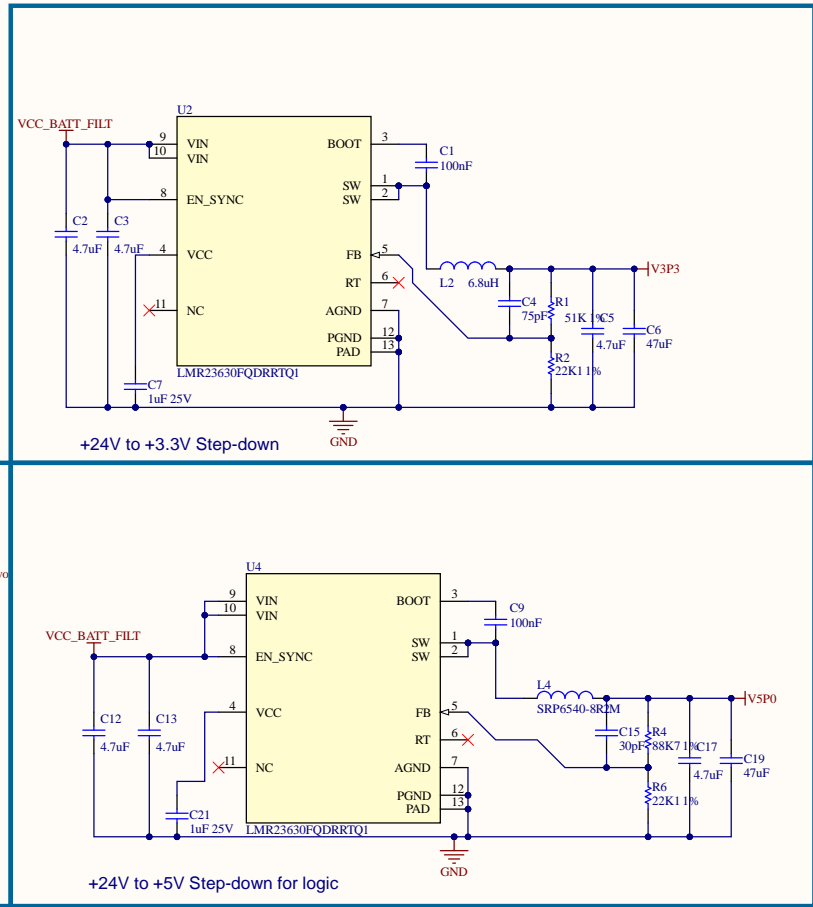 U2
VCC_BATT_FILT
9 VIN
10 VIN
8 EN_SYNC
4 VCC
11 NC
BOOT 3
SW 1
SW 2
FB 5
RT 6
AGND 7
PGND 12
PAD 13
LMR23630FQDRRTQ1
C1
100nF
C2
4.7uF
C3
4.7uF
C7
1uF 25V
L2 6.8uH
C4
75pF
R1
51K 1%
C5
4.7uF
C6
47uF
R2
22K1 1%
V3P3
GND
+24V to +3.3V Step-down
U4
VCC_BATT_FILT
9 VIN
10 VIN
8 EN_SYNC
4 VCC
11 NC
BOOT 3
SW 1
SW 2
FB 5
RT 6
AGND 7
PGND 12
PAD 13
LMR23630FQDRRTQ1
C9
100nF
C12
4.7uF
C13
4.7uF
C21
1uF 25V
L4
SRP6540-8R2M
C15
30pF
R4
88K7 1%
C17
4.7uF
C19
47uF
R6
22K1 1%
V5P0
GND
+24V to +5V Step-down for logic